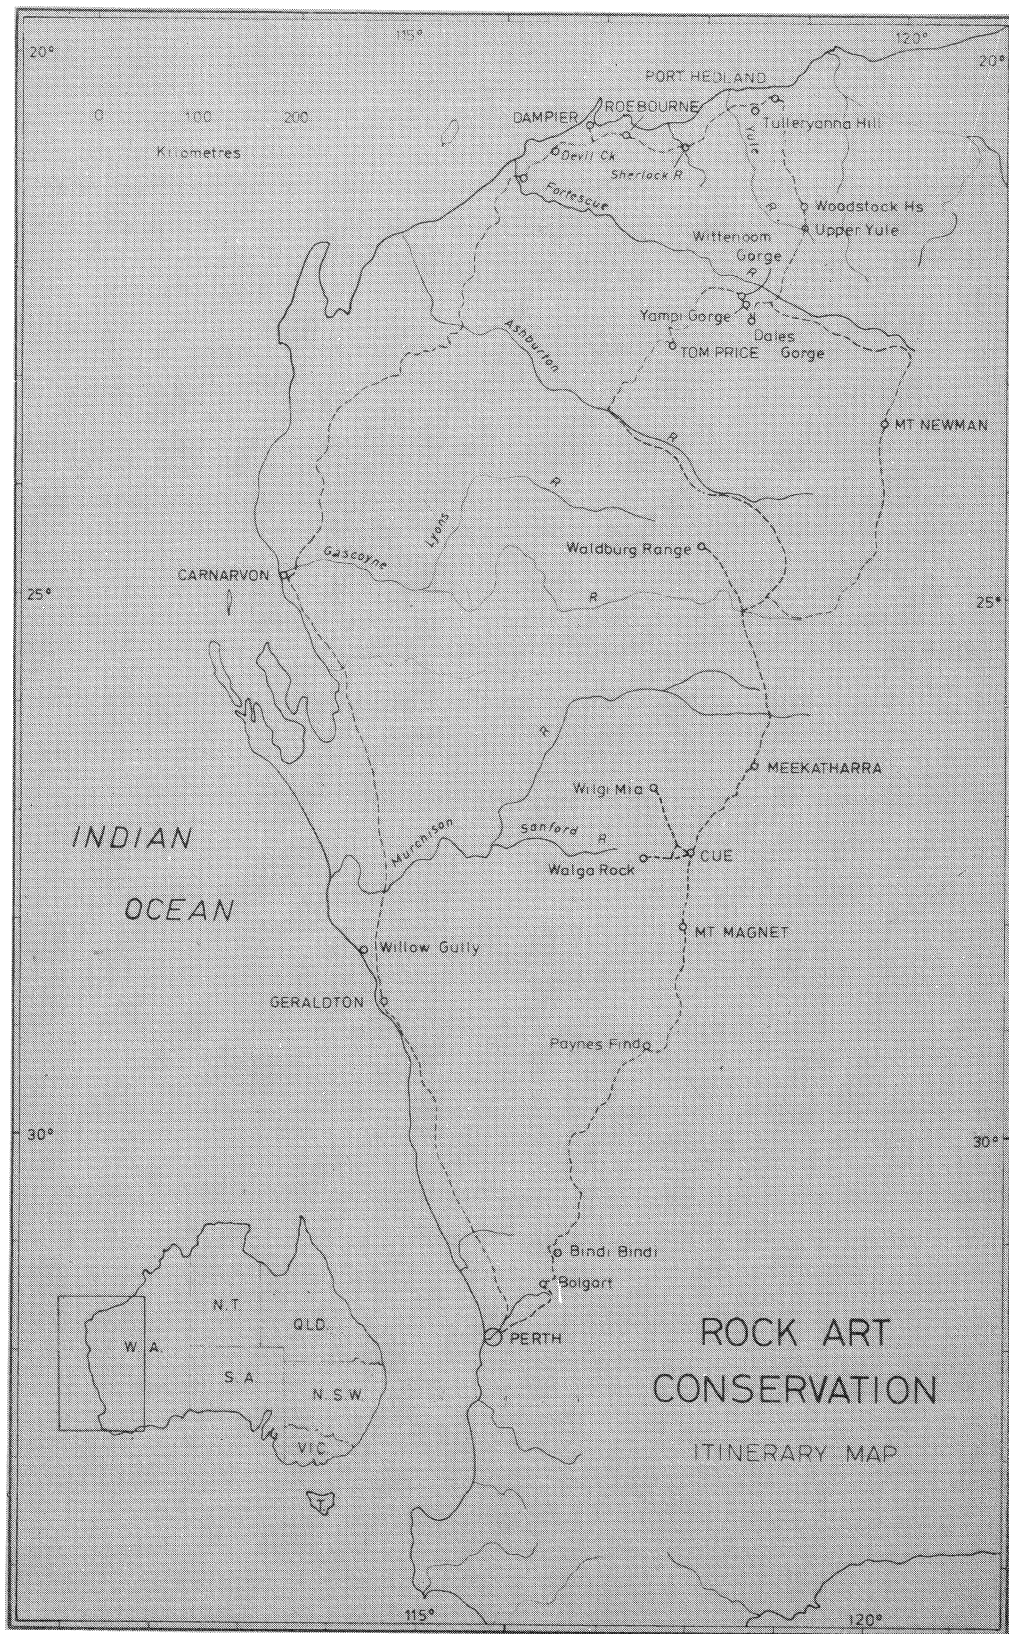 115°
120°
20°
20°
PORT HEDLAND
0 100 200
Kilometres
ROEBOURNE
DAMPIER
Tulleryanna Hill
Yule
R
Devil Ck
Sherlock R
Fortescue
R
Woodstock Hs
Upper Yule
Wittenoom
Gorge
Yampi Gorge
Dales
Gorge
TOM PRICE
Ashburton
R
MT NEWMAN
Lyons
R
Waldburg Range
Gascoyne
R
CARNARVON
25°
25°
R
MEEKATHARRA
Wilgi Mia
INDIAN
OCEAN
Murchison
Sanford
R
CUE
Walga Rock
MT MAGNET
Willow Gully
GERALDTON
Paynes Find
30°
30°
Bindi Bindi
Bolgart
PERTH
N.T.
QLD.
W. A.
S. A.
N. S. W.
VIC
T.
ROCK ART
CONSERVATION
ITINERARY MAP
115°
120°